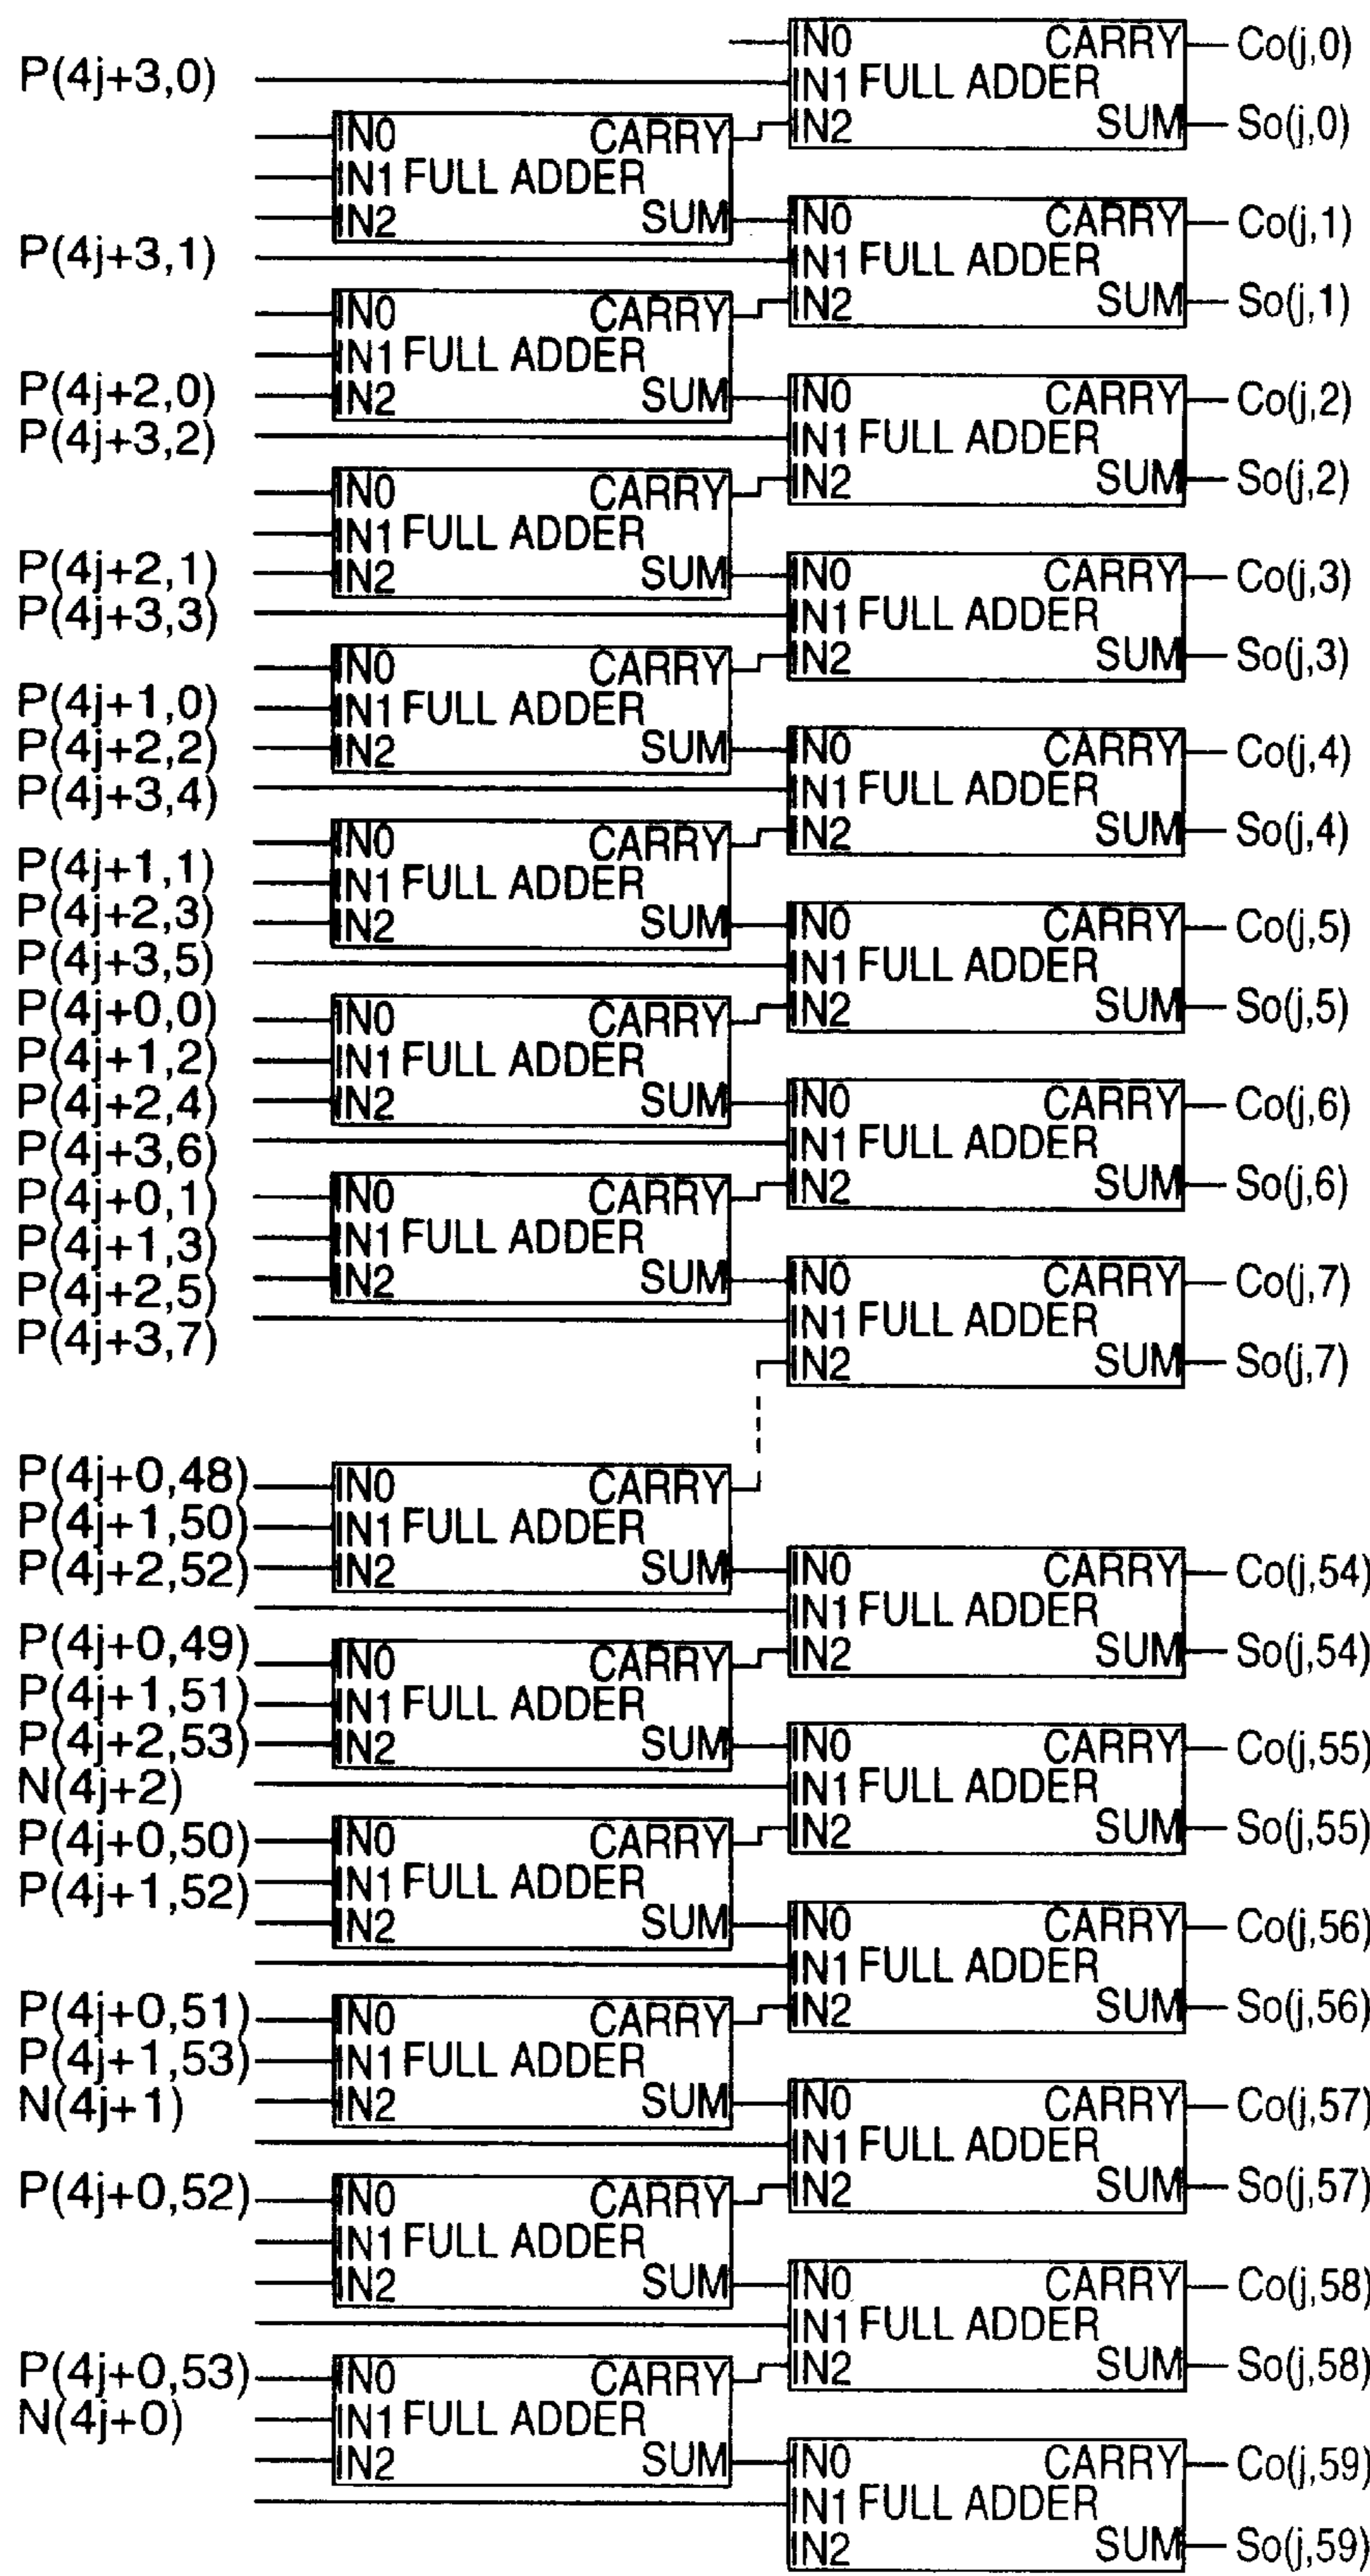 IN0 CARRY Co(j,0)
P(4j+3,0) IN1 FULL ADDER
IN2 SUM So(j,0)
IN0 CARRY
IN1 FULL ADDER
IN2 SUM
IN0 CARRY Co(j,1)
P(4j+3,1) IN1 FULL ADDER
IN2 SUM So(j,1)
IN0 CARRY
IN1 FULL ADDER
P(4j+2,0) IN2 SUM
IN0 CARRY Co(j,2)
P(4j+3,2) IN1 FULL ADDER
IN2 SUM So(j,2)
IN0 CARRY
IN1 FULL ADDER
P(4j+2,1) IN2 SUM
IN0 CARRY Co(j,3)
P(4j+3,3) IN1 FULL ADDER
IN2 SUM So(j,3)
IN0 CARRY
P(4j+1,0) IN1 FULL ADDER
P(4j+2,2) IN2 SUM
IN0 CARRY Co(j,4)
P(4j+3,4) IN1 FULL ADDER
IN2 SUM So(j,4)
IN0 CARRY
P(4j+1,1) IN1 FULL ADDER
P(4j+2,3) IN2 SUM
IN0 CARRY Co(j,5)
P(4j+3,5) IN1 FULL ADDER
IN2 SUM So(j,5)
P(4j+0,0) IN0 CARRY
P(4j+1,2) IN1 FULL ADDER
P(4j+2,4) IN2 SUM
IN0 CARRY Co(j,6)
P(4j+3,6) IN1 FULL ADDER
IN2 SUM So(j,6)
P(4j+0,1) IN0 CARRY
P(4j+1,3) IN1 FULL ADDER
P(4j+2,5) IN2 SUM
IN0 CARRY Co(j,7)
P(4j+3,7) IN1 FULL ADDER
IN2 SUM So(j,7)
P(4j+0,48) IN0 CARRY
P(4j+1,50) IN1 FULL ADDER
P(4j+2,52) IN2 SUM
IN0 CARRY Co(j,54)
IN1 FULL ADDER
IN2 SUM So(j,54)
P(4j+0,49) IN0 CARRY
P(4j+1,51) IN1 FULL ADDER
P(4j+2,53) IN2 SUM
IN0 CARRY Co(j,55)
N(4j+2) IN1 FULL ADDER
IN2 SUM So(j,55)
P(4j+0,50) IN0 CARRY
P(4j+1,52) IN1 FULL ADDER
IN2 SUM
IN0 CARRY Co(j,56)
IN1 FULL ADDER
IN2 SUM So(j,56)
P(4j+0,51) IN0 CARRY
P(4j+1,53) IN1 FULL ADDER
N(4j+1) IN2 SUM
IN0 CARRY Co(j,57)
IN1 FULL ADDER
IN2 SUM So(j,57)
P(4j+0,52) IN0 CARRY
IN1 FULL ADDER
IN2 SUM
IN0 CARRY Co(j,58)
IN1 FULL ADDER
IN2 SUM So(j,58)
P(4j+0,53) IN0 CARRY
N(4j+0) IN1 FULL ADDER
IN2 SUM
IN0 CARRY Co(j,59)
IN1 FULL ADDER
IN2 SUM So(j,59)